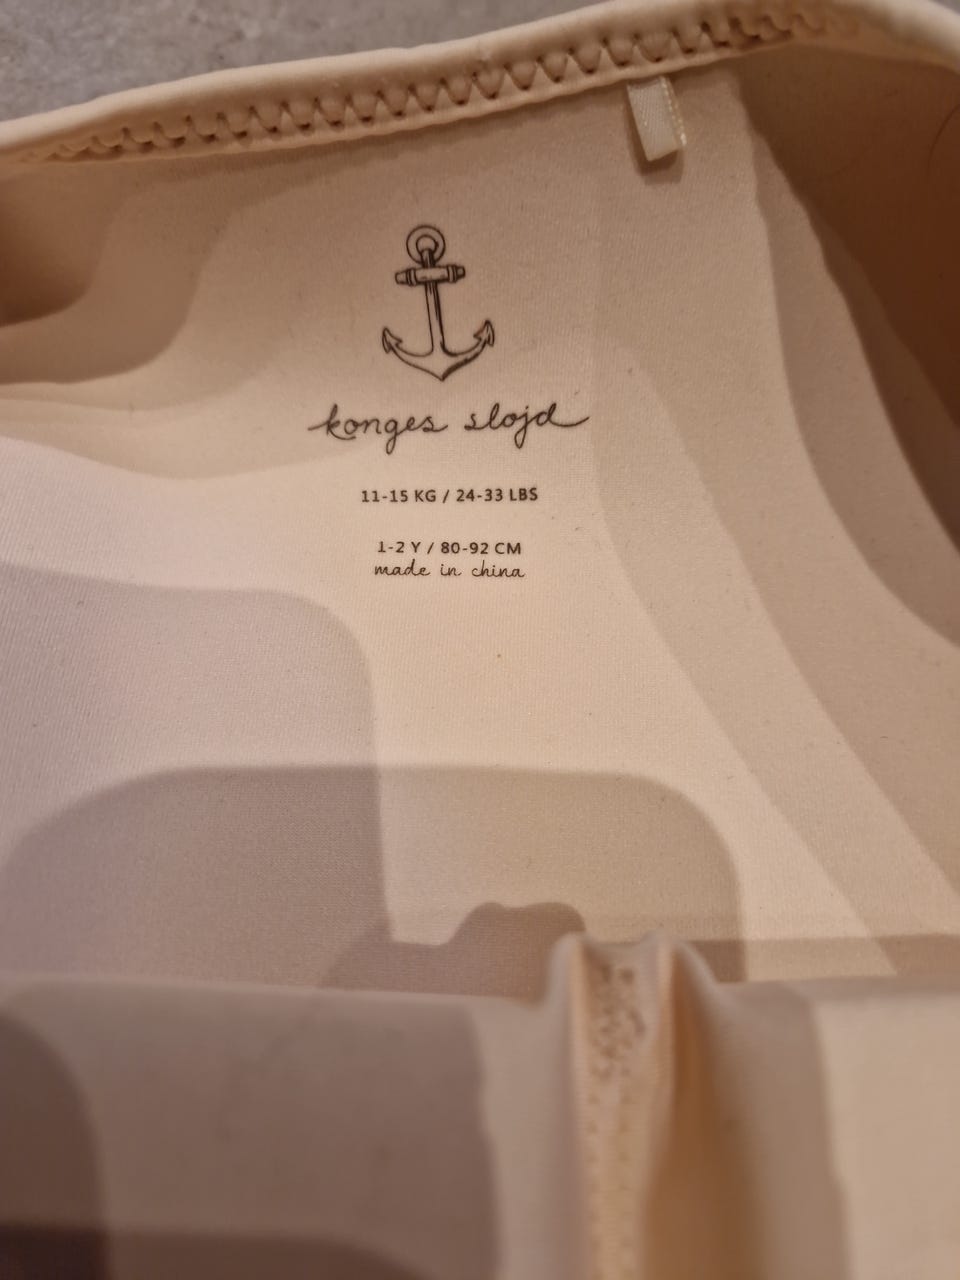 konges slojd
11-15 KG / 24-33 LBS
1-2 Y / 80-92 CM
made in china